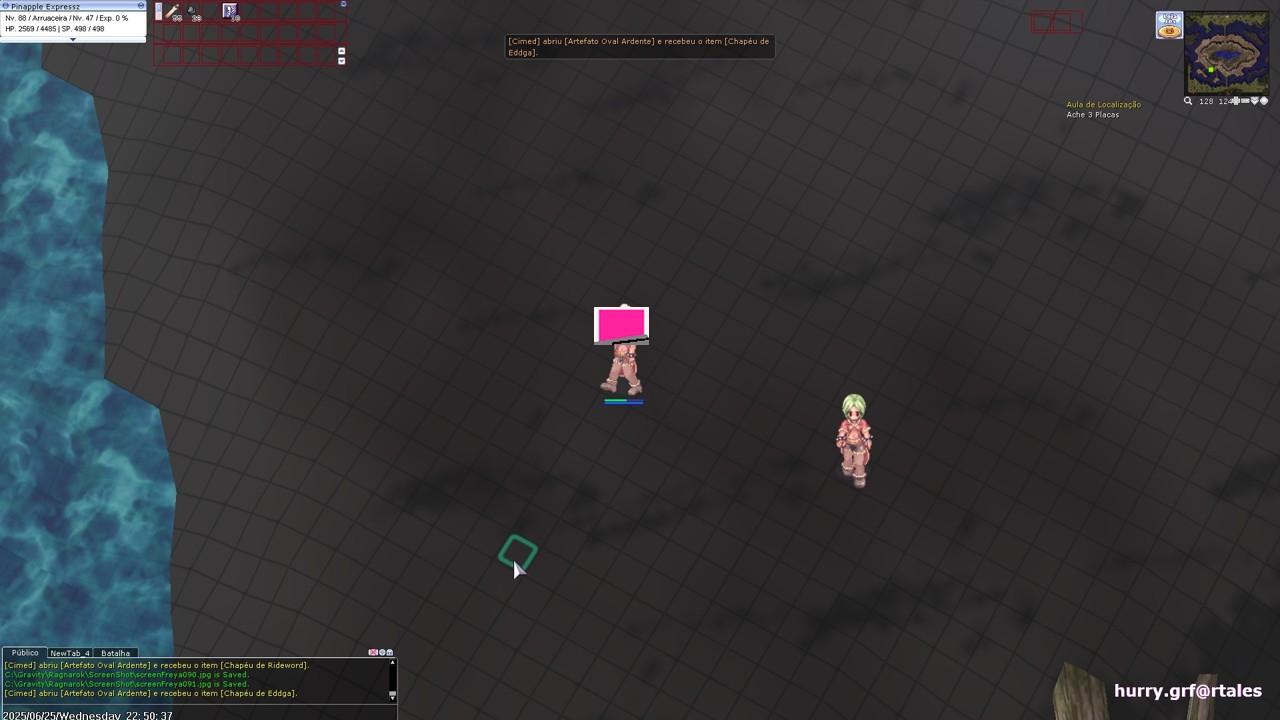 Pinapple Expressz
Nv. 88 / Arruaceira / Nv. 47 / Exp. 0 %
HP. 2569 / 4485 | SP. 498 / 498
[Cimed] abriu [Artefato Oval Ardente] e recebeu o item [Chapéu de
Eddga].
Aula de Localização
Ache 3 Placas
Público NewTab_4 Batalha
[Cimed] abriu [Artefato Oval Ardente] e recebeu o item [Chapéu de Rideword].
C:\Gravity\Ragnarok\ScreenShot\screenFreya090.jpg is Saved.
C:\Gravity\Ragnarok\ScreenShot\screenFreya091.jpg is Saved.
[Cimed] abriu [Artefato Oval Ardente] e recebeu o item [Chapéu de Eddga].
2025/06/25/Wednesday 22:50:37
hurry.grf@rtales